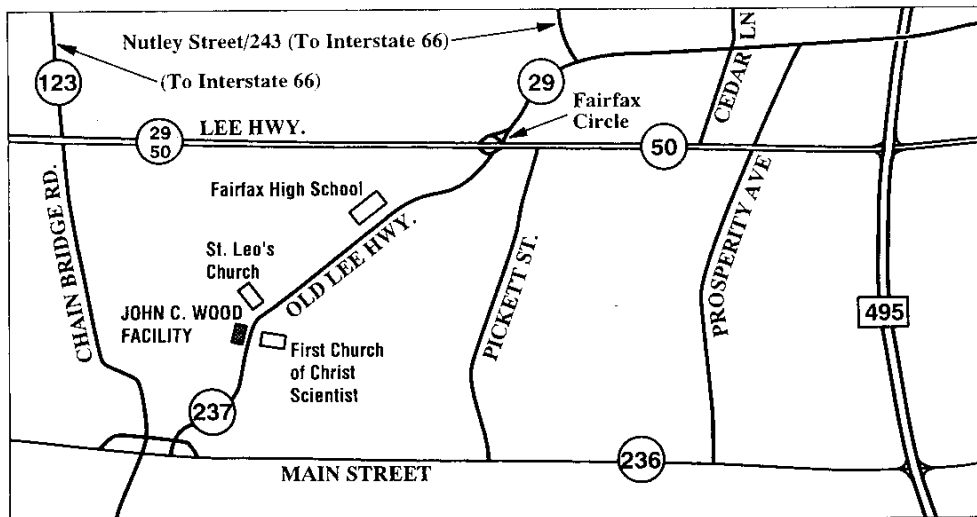 Nutley Street/243 (To Interstate 66)
(To Interstate 66)
123
29
CEDAR LN
Fairfax
Circle
29
50
LEE HWY.
50
CHAIN BRIDGE RD.
Fairfax High School
OLD LEE HWY.
St. Leo's
Church
JOHN C. WOOD
FACILITY
First Church
of Christ
Scientist
PICKETT ST.
PROSPERITY AVE
495
237
MAIN STREET
236